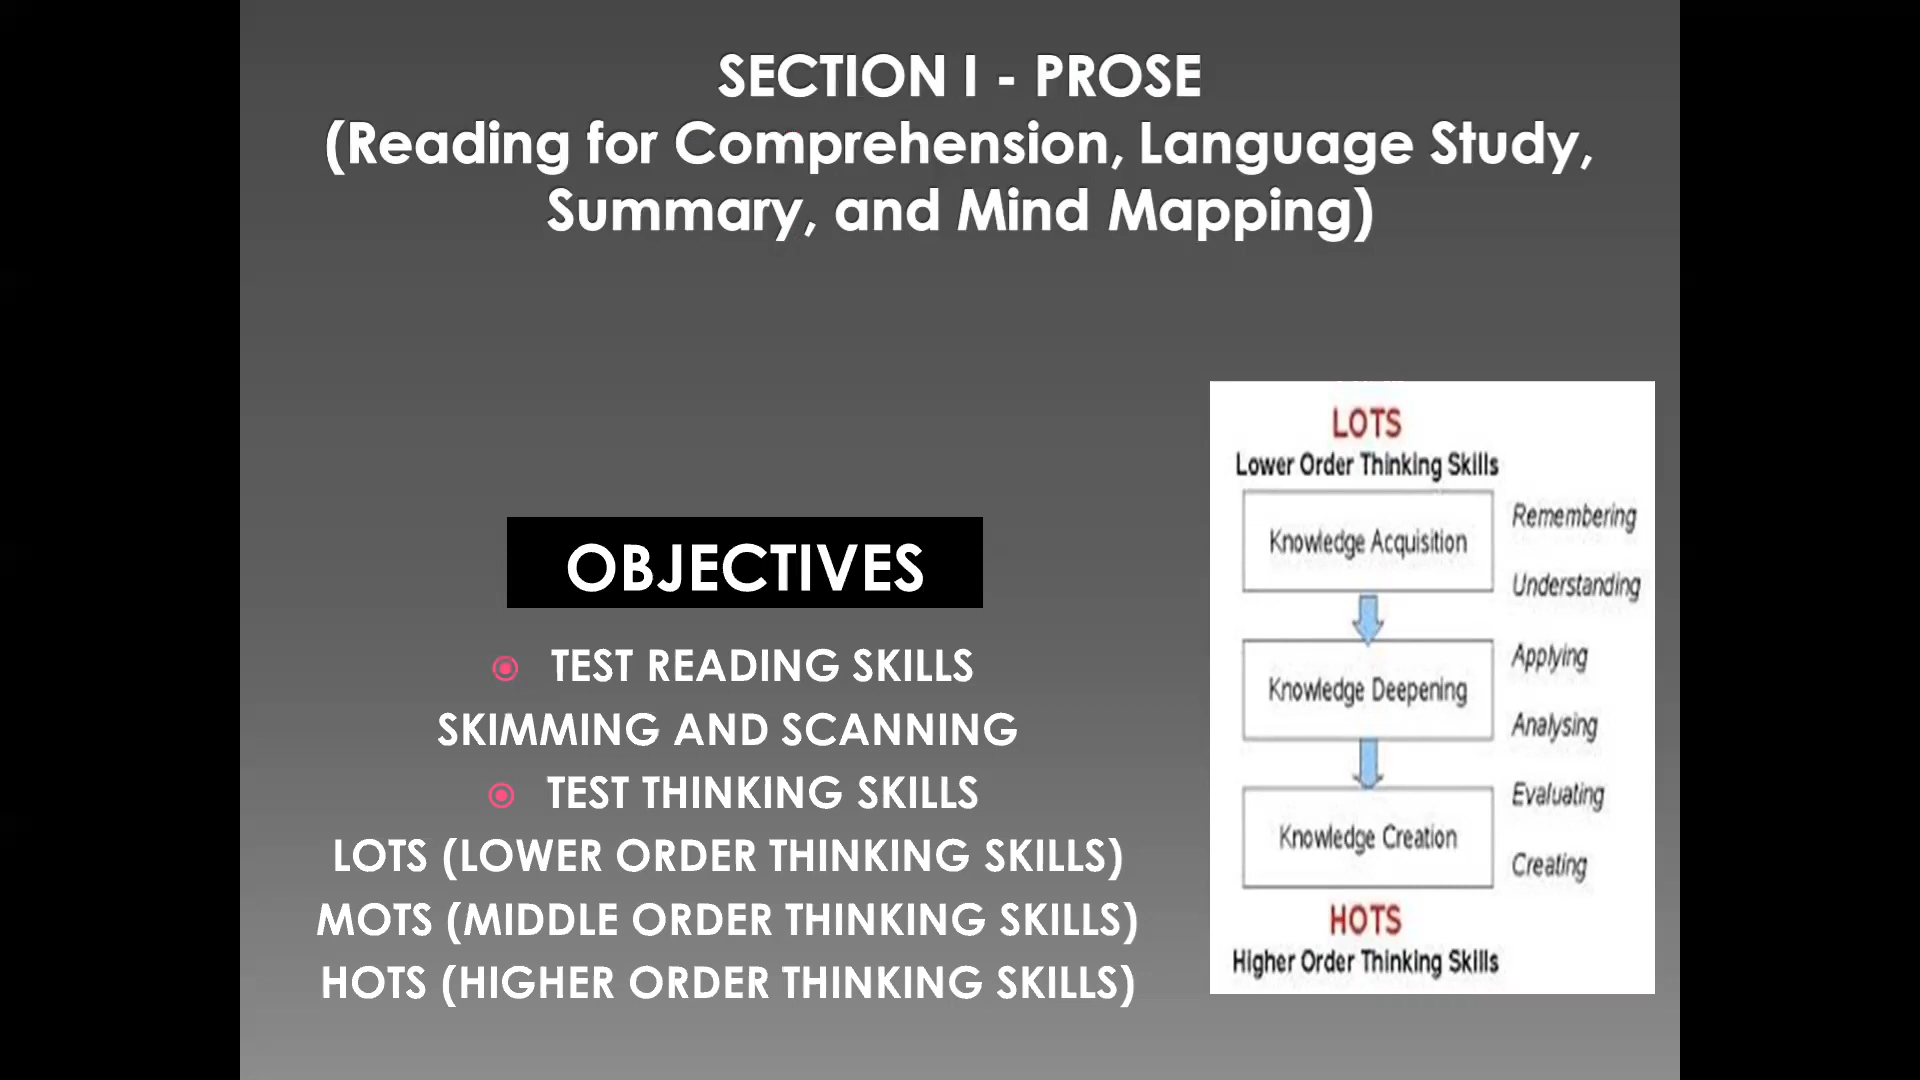 SECTION I - PROSE
(Reading for Comprehension, Language Study,
Summary, and Mind Mapping)
OBJECTIVES
TEST READING SKILLS
SKIMMING AND SCANNING
TEST THINKING SKILLS
LOTS (LOWER ORDER THINKING SKILLS)
MOTS (MIDDLE ORDER THINKING SKILLS)
HOTS (HIGHER ORDER THINKING SKILLS)
LOTS
Lower Order Thinking Skills
Knowledge Acquisition
Remembering
Understanding
Knowledge Deepening
Applying
Analysing
Knowledge Creation
Evaluating
Creating
HOTS
Higher Order Thinking Skills